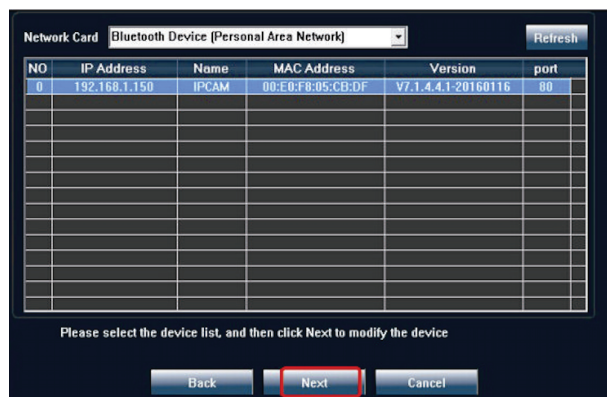 Network Card Bluetooth Device (Personal Area Network) Refresh
NO IP Address Name MAC Address Version port
0 192.168.1.150 IPCAM 00:E0:F8:05:CB:DF V7.1.4.4.1-20160116 80
Please select the device list, and then click Next to modify the device
Back Next Cancel